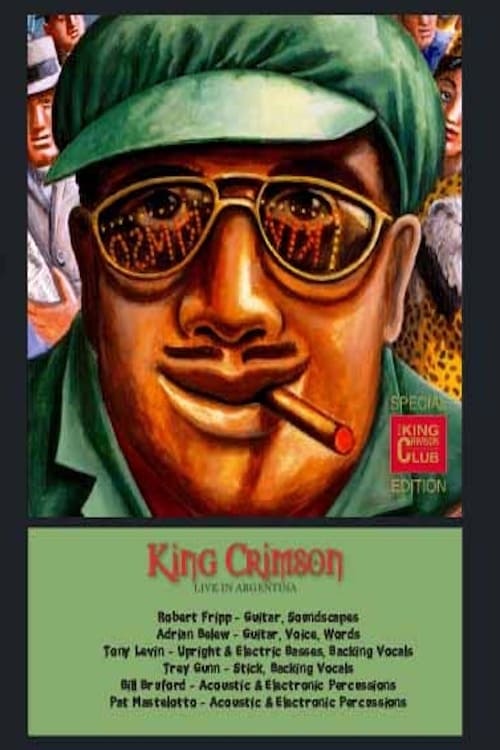 SPECIAL
THE KING
CRIMSON
CLUB
EDITION
King Crimson
LIVE IN ARGENTINA
Robert Fripp - Guitar, Soundscapes
Adrian Belew - Guitar, Voice, Words
Tony Levin - Upright & Electric Basses, Backing Vocals
Trey Gunn - Stick, Backing Vocals
Bill Bruford - Acoustic & Electronic Percussions
Pat Mastelotto - Acoustic & Electronic Percussions